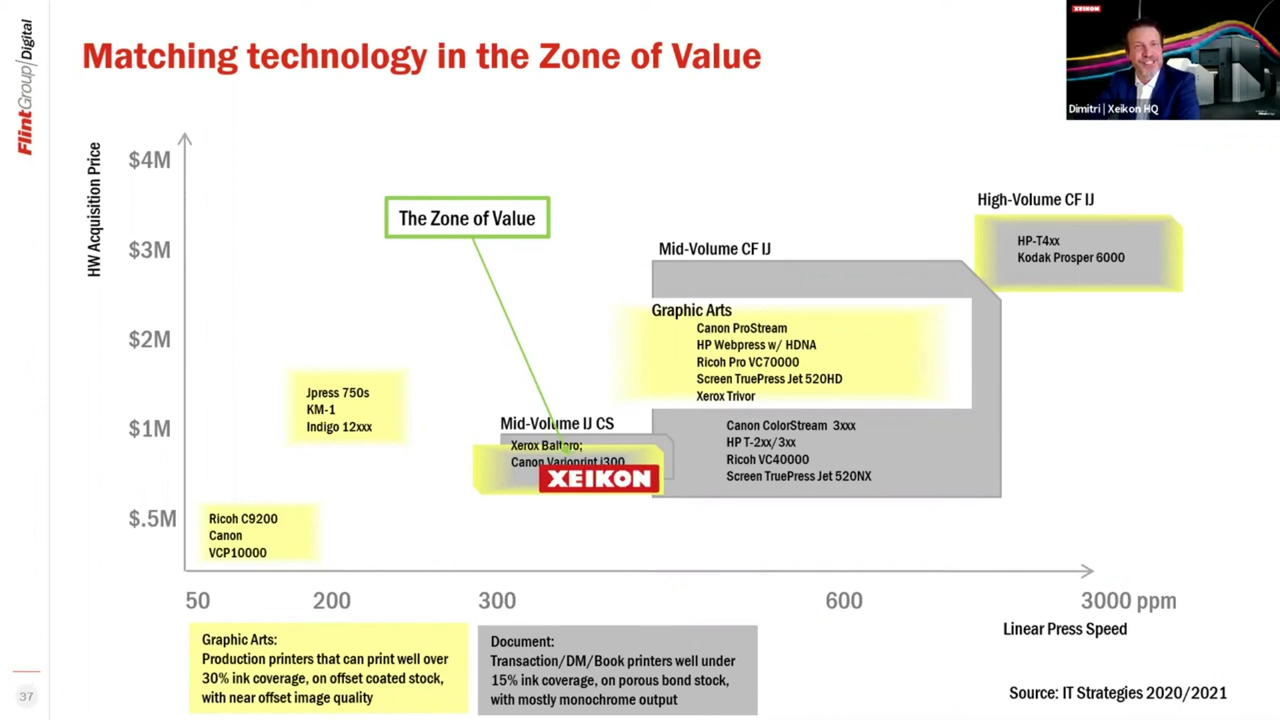 FlintGroup|Digital
Matching technology in the Zone of Value
XEIKON
Dimitri | Xeikon HQ
HW Acquisition Price
$4M
$3M
$2M
$1M
$.5M
The Zone of Value
High-Volume CF IJ
HP-T4xx
Kodak Prosper 6000
Mid-Volume CF IJ
Graphic Arts
Canon ProStream
HP Webpress w/ HDNA
Ricoh Pro VC70000
Screen TruePress Jet 520HD
Xerox Trivor
Canon ColorStream 3xxx
HP T-2xx/3xx
Ricoh VC40000
Screen TruePress Jet 520NX
Jpress 750s
KM-1
Indigo 12xxx
Mid-Volume IJ CS
Xerox Baltoro;
Canon Varioprint i300
XEIKON
Ricoh C9200
Canon
VCP10000
50
200
300
600
3000 ppm
Linear Press Speed
Graphic Arts:
Production printers that can print well over
30% ink coverage, on offset coated stock,
with near offset image quality
Document:
Transaction/DM/Book printers well under
15% ink coverage, on porous bond stock,
with mostly monochrome output
37
Source: IT Strategies 2020/2021